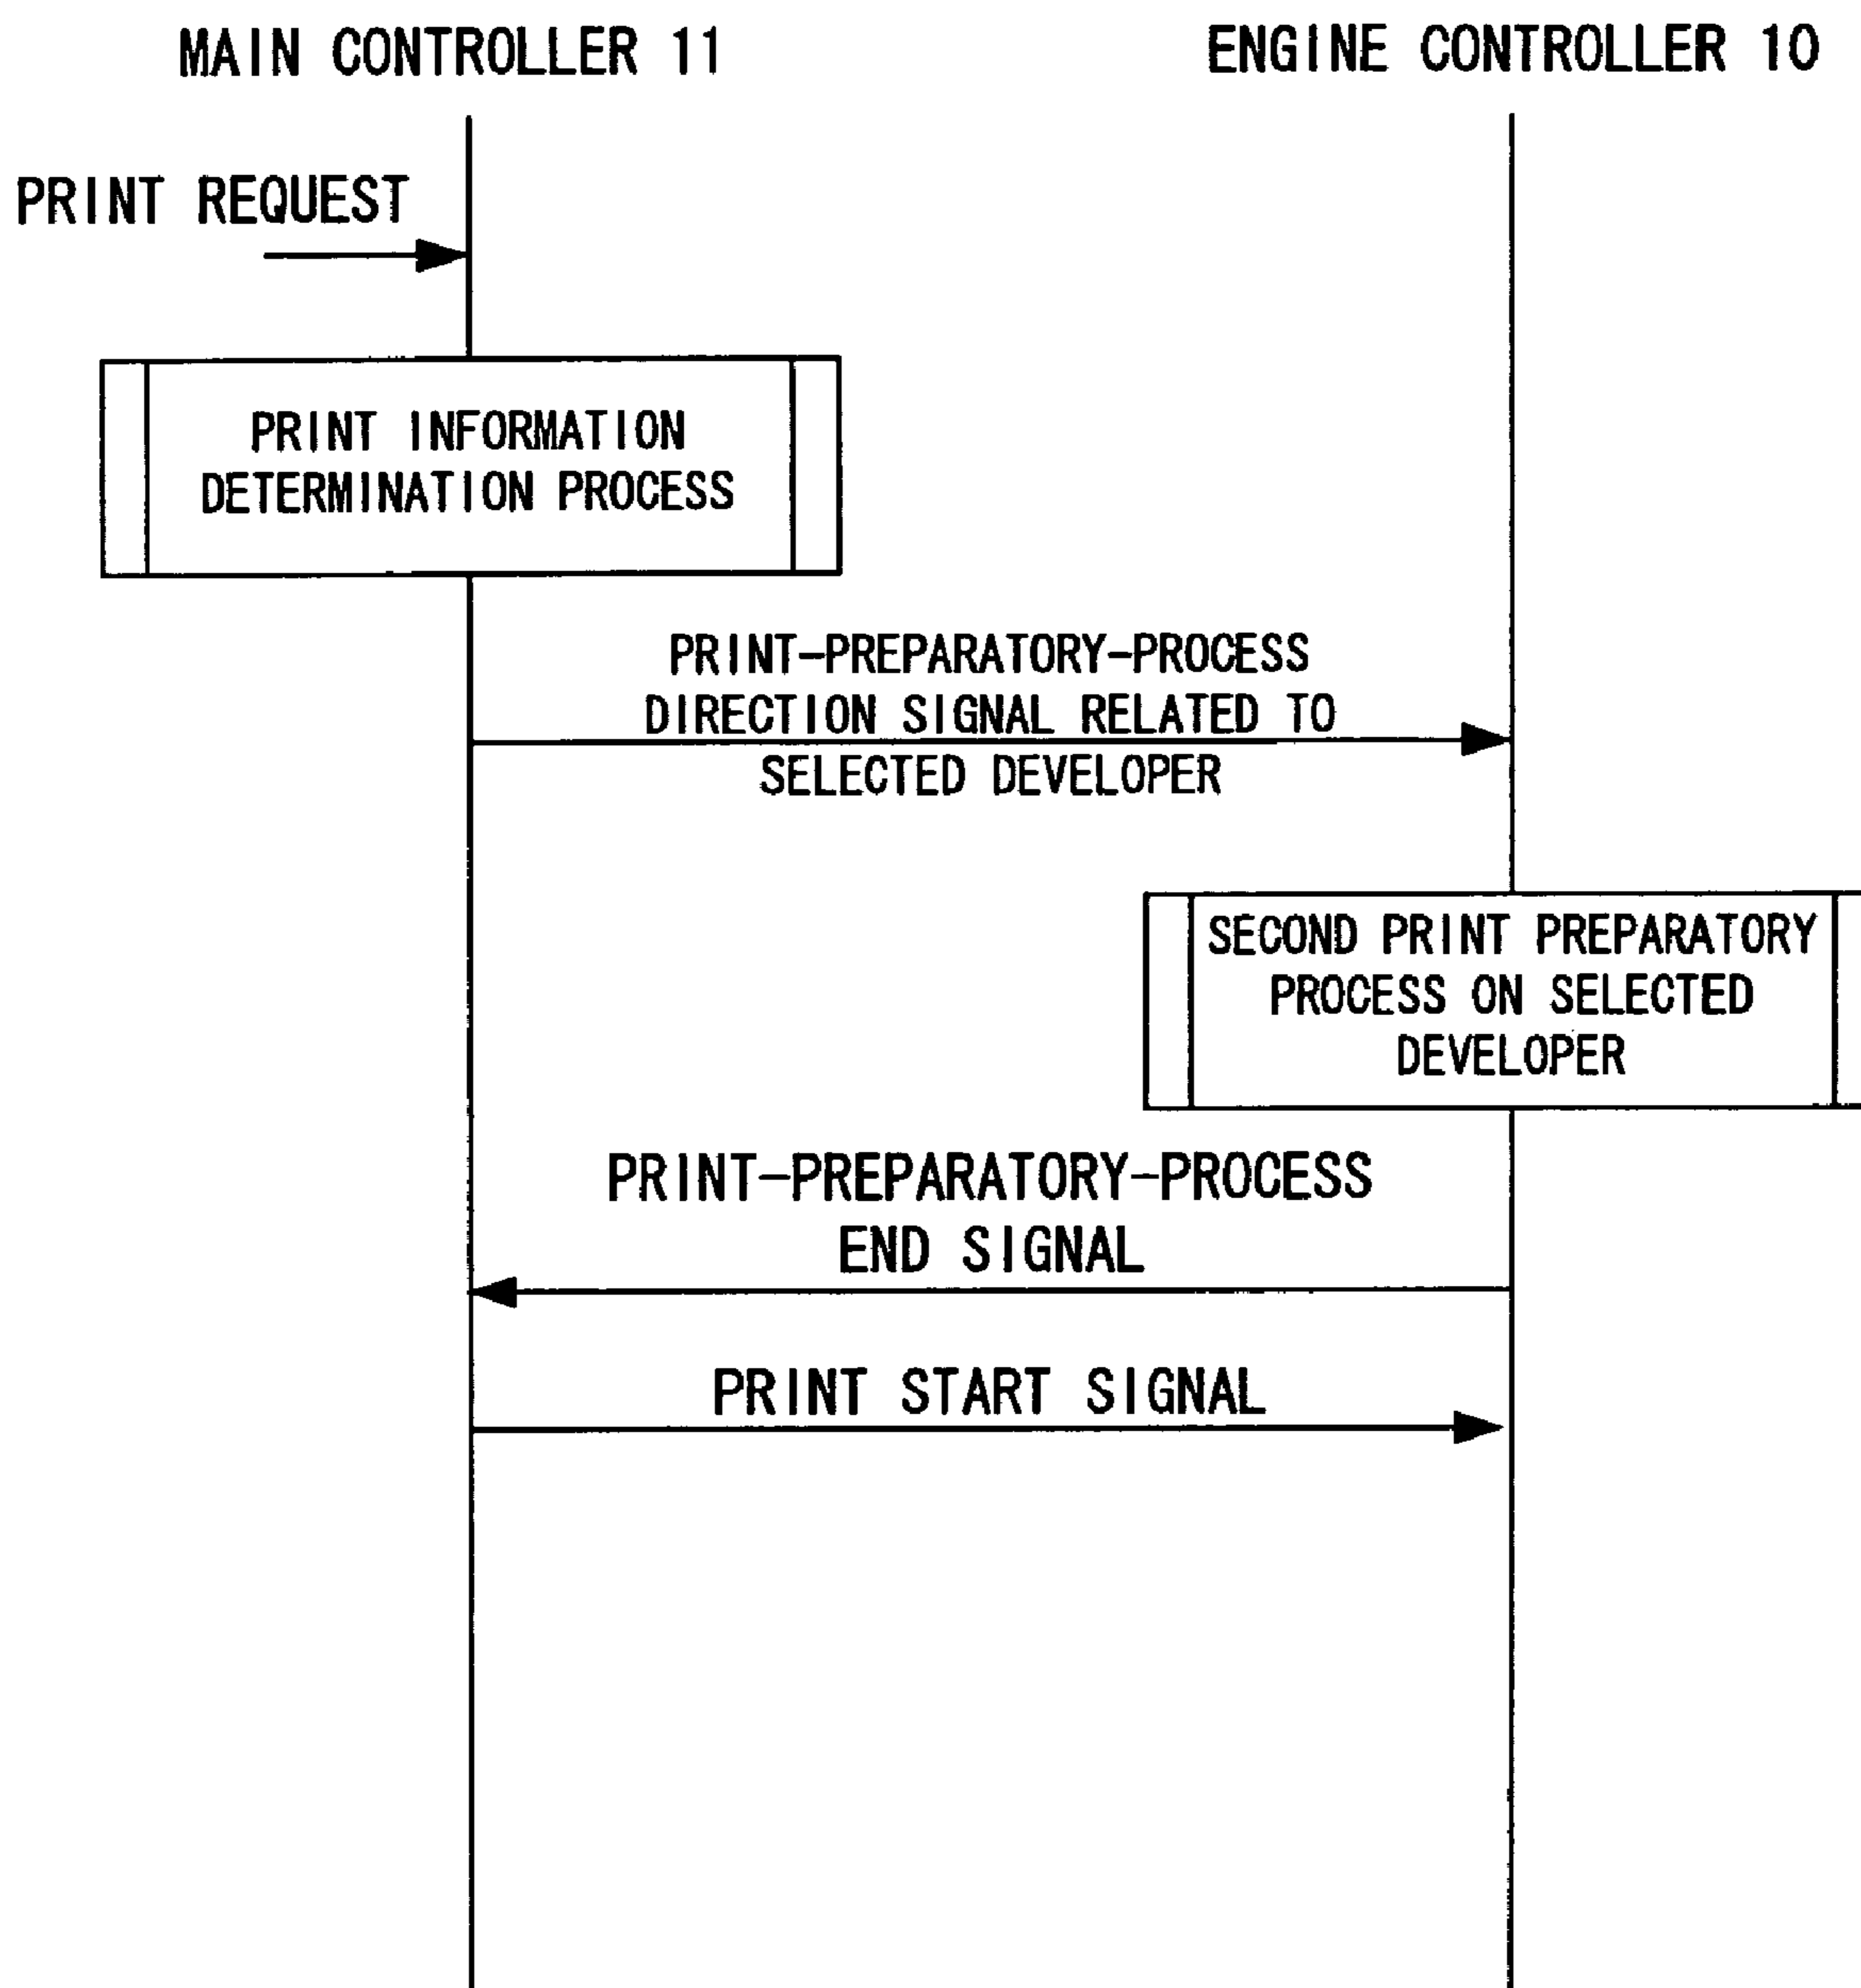 MAIN CONTROLLER 11
ENGINE CONTROLLER 10
PRINT REQUEST
PRINT INFORMATION
DETERMINATION PROCESS
PRINT-PREPARATORY-PROCESS
DIRECTION SIGNAL RELATED TO
SELECTED DEVELOPER
SECOND PRINT PREPARATORY
PROCESS ON SELECTED
DEVELOPER
PRINT-PREPARATORY-PROCESS
END SIGNAL
PRINT START SIGNAL